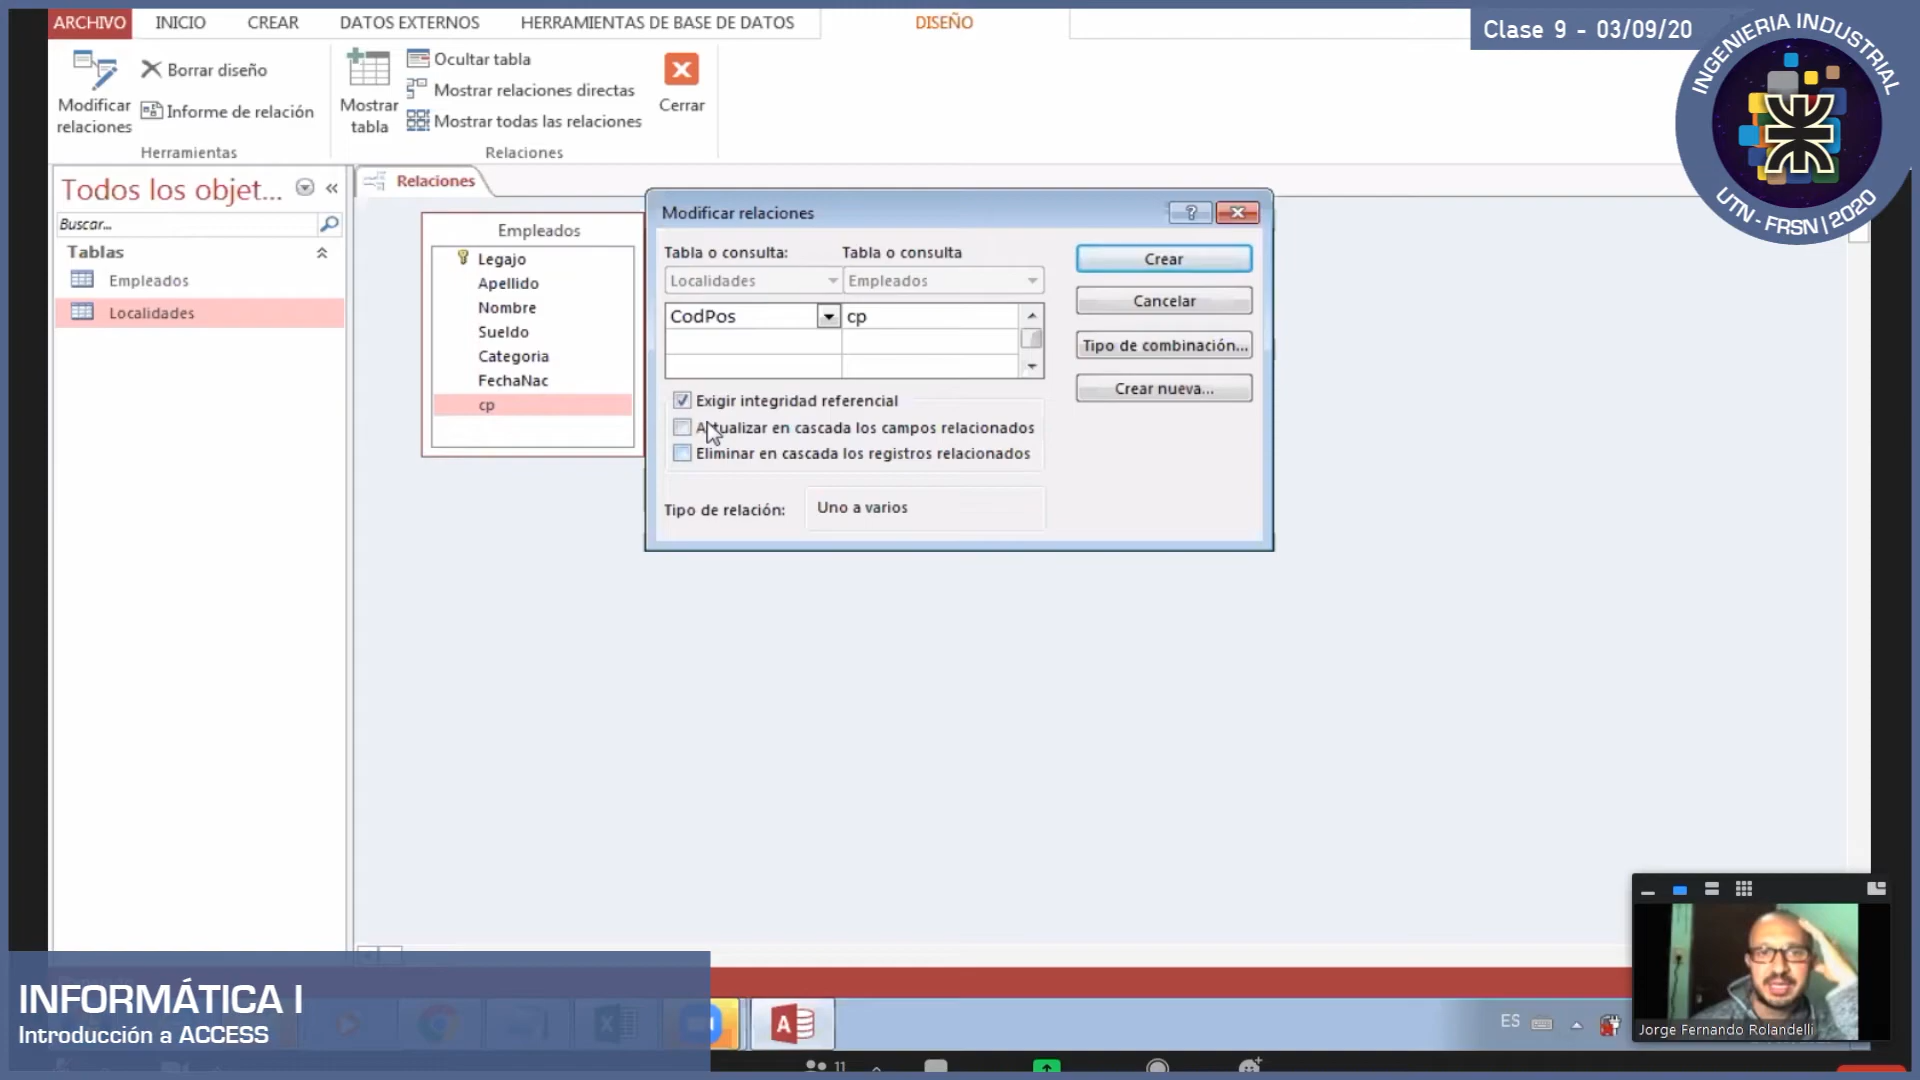 ARCHIVO INICIO CREAR DATOS EXTERNOS HERRAMIENTAS DE BASE DE DATOS DISEÑO
Clase 9 - 03/09/20
INGENIERIA INDUSTRIAL
UTN - FRSN | 2020
Modificar relaciones
Borrar diseño
Informe de relación
Herramientas
Mostrar tabla
Ocultar tabla
Mostrar relaciones directas
Mostrar todas las relaciones
Relaciones
Cerrar
Todos los objet...
Buscar...
Tablas
Empleados
Localidades
Relaciones
Empleados
Legajo
Apellido
Nombre
Sueldo
Categoria
FechaNac
cp
Modificar relaciones
Tabla o consulta: Tabla o consulta
Localidades Empleados
CodPos cp
Exigir integridad referencial
Actualizar en cascada los campos relacionados
Eliminar en cascada los registros relacionados
Tipo de relación: Uno a varios
Crear
Cancelar
Tipo de combinación...
Crear nueva...
INFORMÁTICA I
Introducción a ACCESS
ES
Jorge Fernando Rolandelli
11